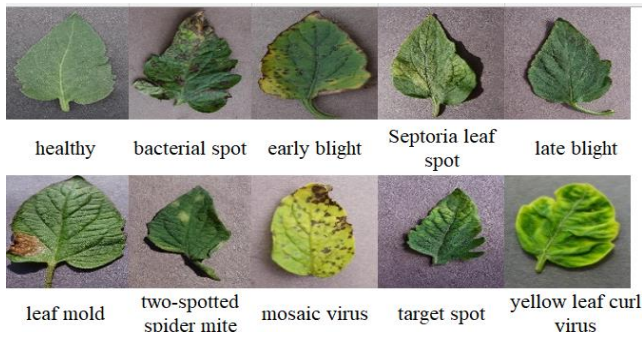 healthy
bacterial spot
early blight
Septoria leaf
spot
late blight
leaf mold
two-spotted
spider mite
mosaic virus
target spot
yellow leaf curl
virus